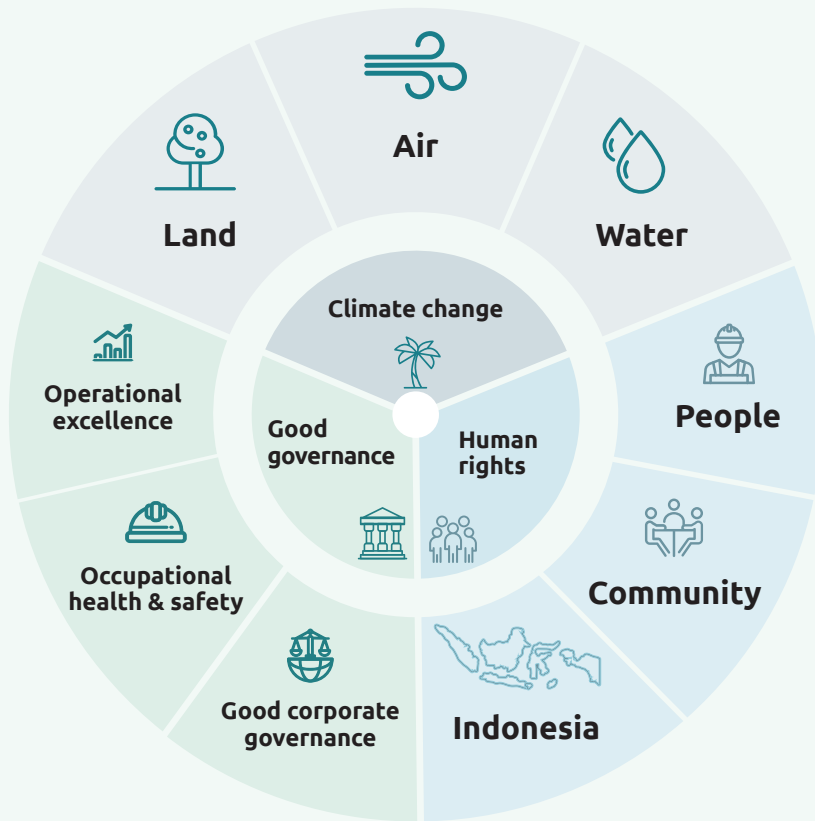 Air
Land
Water
Climate change
Operational
excellence
Good
governance
Human
rights
People
Occupational
health & safety
Community
Good corporate
governance
Indonesia